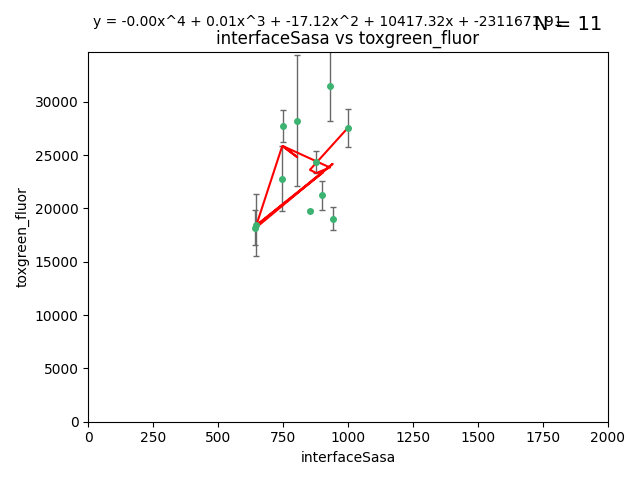 y = -0.00x^4 + 0.01x^3 + -17.12x^2 + 10417.32x + -2311671.91
N = 11
interfaceSasa vs toxgreen_fluor
30000
25000
20000
15000
10000
5000
0
toxgreen_fluor
0 250 500 750 1000 1250 1500 1750 2000
interfaceSasa